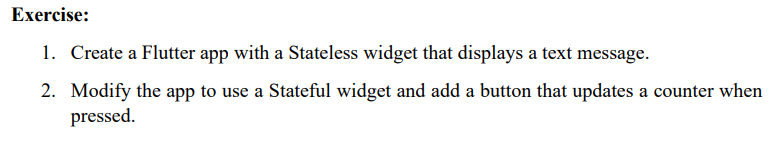 Exercise:
1. Create a Flutter app with a Stateless widget that displays a text message.
2. Modify the app to use a Stateful widget and add a button that updates a counter when
pressed.